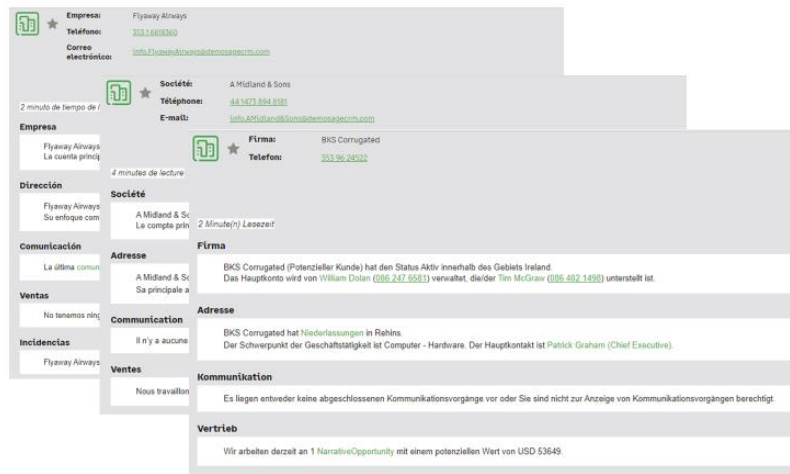 Empresa: Flyaway Airways
Teléfono: 353 1 6618360
Correo electrónico: Info.FlyawayAirways@demosagecrm.com
2 minuto de tiempo de l
Empresa
Flyaway Airways
La cuenta princip
Dirección
Flyaway Airways
Su enfoque com
Comunicación
La última comun
Ventas
No tenemos ning
Incidencias
Flyaway Airways
Société: A Midland & Sons
Téléphone: 44 1473 894 8181
E-mail: Info.AMidland&Sons@demosagecrm.com
4 minutes de lecture
Société
A Midland & So
Le compte prin
Adresse
A Midland & So
Sa principale a
Communication
Il n'y a aucune
Ventes
Nous travaillon
Firma: BKS Corrugated
Telefon: 353 96 24522
2 Minute(n) Lesezeit
Firma
BKS Corrugated (Potenzieller Kunde) hat den Status Aktiv innerhalb des Gebiets Ireland.
Das Hauptkonto wird von William Dolan (086 247 6581) verwaltet, die/der Tim McGraw (086 402 1490) unterstellt ist.
Adresse
BKS Corrugated hat Niederlassungen in Rehins.
Der Schwerpunkt der Geschäftstätigkeit ist Computer - Hardware. Der Hauptkontakt ist Patrick Graham (Chief Executive).
Kommunikation
Es liegen entweder keine abgeschlossenen Kommunikationsvorgänge vor oder Sie sind nicht zur Anzeige von Kommunikationsvorgängen berechtigt.
Vertrieb
Wir arbeiten derzeit an 1 NarrativeOpportunity mit einem potenziellen Wert von USD 53649.